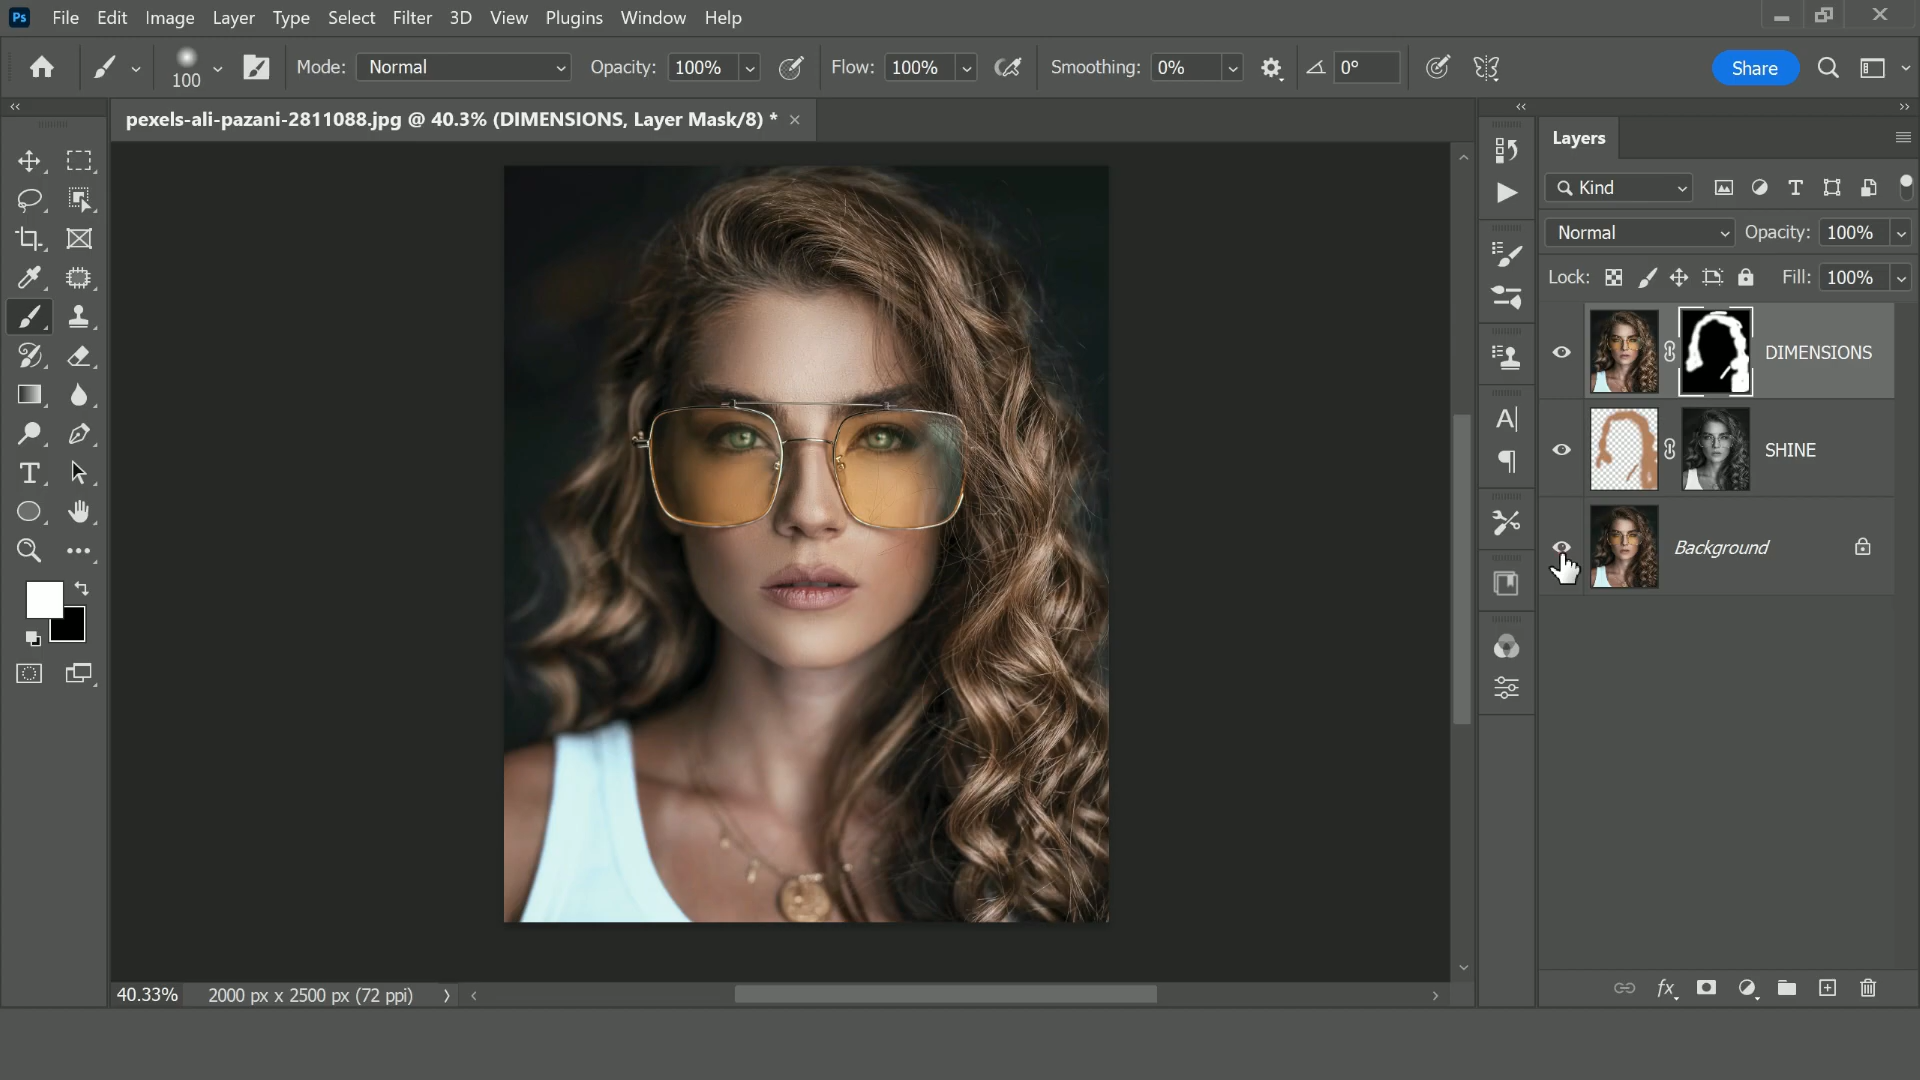 Ps File Edit Image Layer Type Select Filter 3D View Plugins Window Help
100 Mode: Normal Opacity: 100% Flow: 100% Smoothing: 0% 0° Share
pexels-ali-pazani-2811088.jpg @ 40.3% (DIMENSIONS, Layer Mask/8) * ×
Layers
Kind
Normal Opacity: 100%
Lock: Fill: 100%
DIMENSIONS
SHINE
Background
40.33% 2000 px x 2500 px (72 ppi)